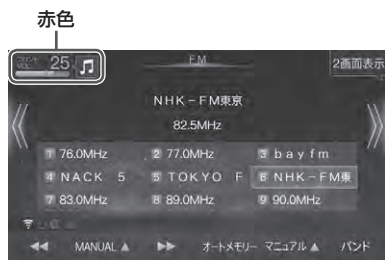 赤色
25
FM
2画面表示
NHK-FM東京
82.5MHz
1 76.0MHz
2 77.0MHz
3 bayfm
4 NACK 5
5 TOKYO F
6 NHK-FM東
7 83.0MHz
8 89.0MHz
9 90.0MHz
MANUAL
オートメモリー
マニュアル
バンド